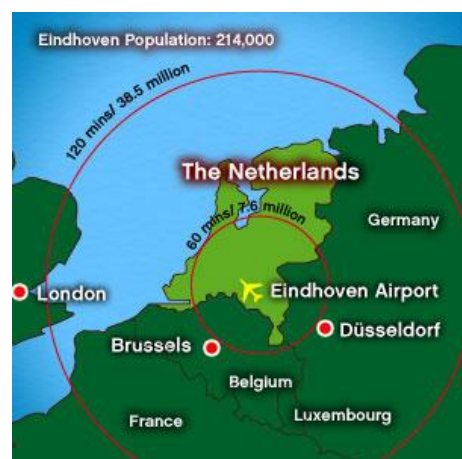 Eindhoven Population: 214,000
120 mins/ 38.5 million
The Netherlands
60 mins/ 7.6 million
Germany
Eindhoven Airport
London
Düsseldorf
Brussels
Belgium
Luxembourg
France